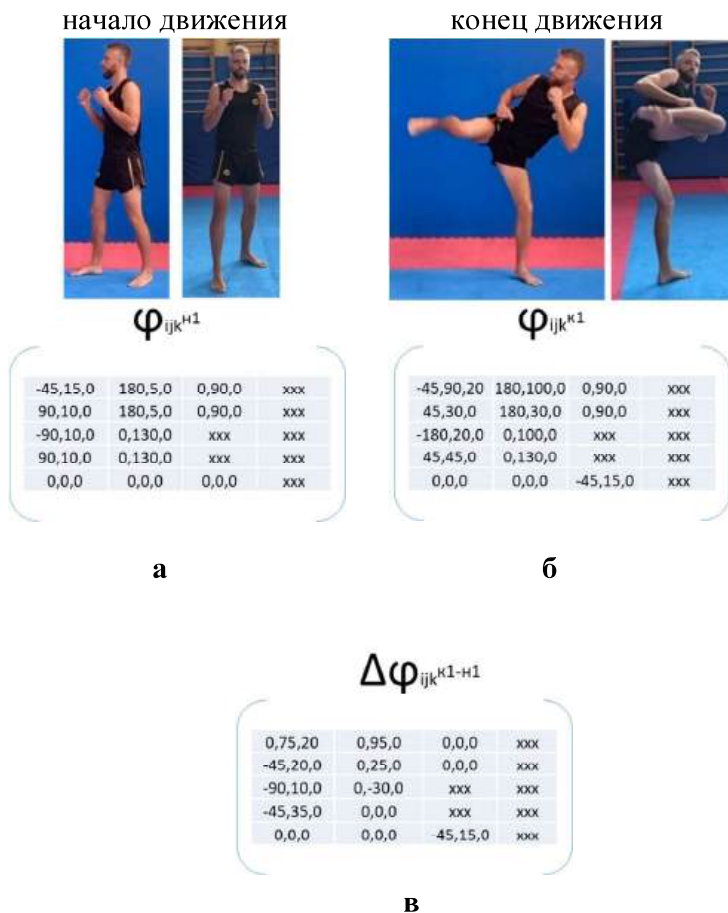 начало движения конец движения
φijkн1 φijkк1
-45,15,0 180,5,0 0,90,0 xxx
90,10,0 180,5,0 0,90,0 xxx
-90,10,0 0,130,0 xxx xxx
90,10,0 0,130,0 xxx xxx
0,0,0 0,0,0 0,0,0 xxx
-45,90,20 180,100,0 0,90,0 xxx
45,30,0 180,30,0 0,90,0 xxx
-180,20,0 0,100,0 xxx xxx
45,45,0 0,130,0 xxx xxx
0,0,0 0,0,0 -45,15,0 xxx
а б
Δφijkк1-н1
0,75,20 0,95,0 0,0,0 xxx
-45,20,0 0,25,0 0,0,0 xxx
-90,10,0 0,-30,0 xxx xxx
-45,35,0 0,0,0 xxx xxx
0,0,0 0,0,0 -45,15,0 xxx
в